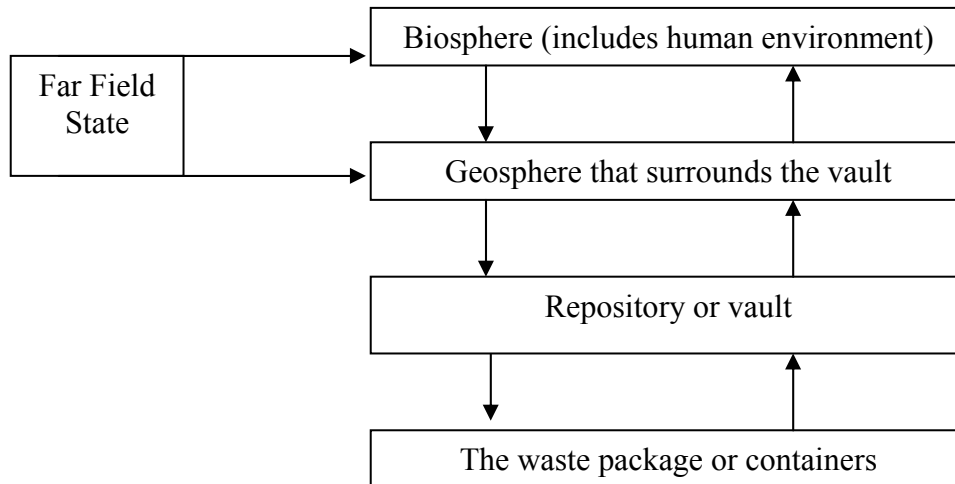 Biosphere (includes human environment)
Far Field
State
Geosphere that surrounds the vault
Repository or vault
The waste package or containers